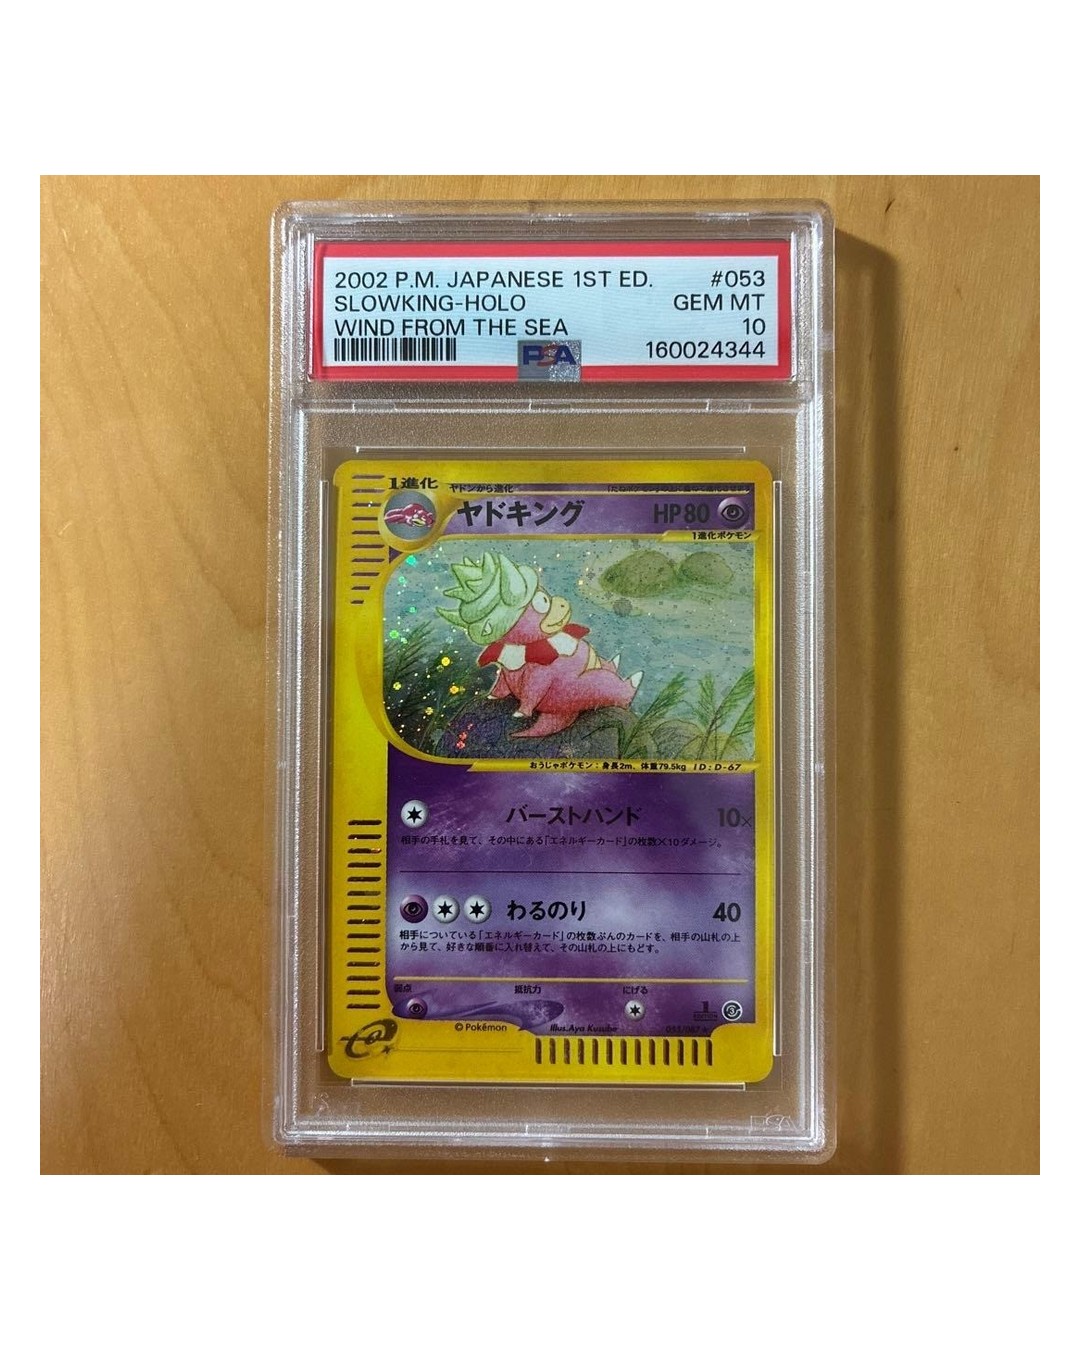 2002 P.M. JAPANESE 1ST ED. #053
SLOWKING-HOLO GEM MT
WIND FROM THE SEA 10
PSA 160024344
1進化 ヤドンから進化
ヤドキング HP80
1進化ポケモン
おうじゃポケモン：身長2m、体重79.5kg ID:D-67
バーストハンド 10×
相手の手札を見て、その中にある「エネルギーカード」の枚数×10ダメージ。
わるのり 40
相手についている「エネルギーカード」の枚数ぶんのカードを、相手の山札の上
から見て、好きな順番に入れ替えて、その山札の上にもどす。
弱点 抵抗力 にげる
1 EDITION 3
©Pokémon Illus.Aya Kusube 053/087
e
PSA